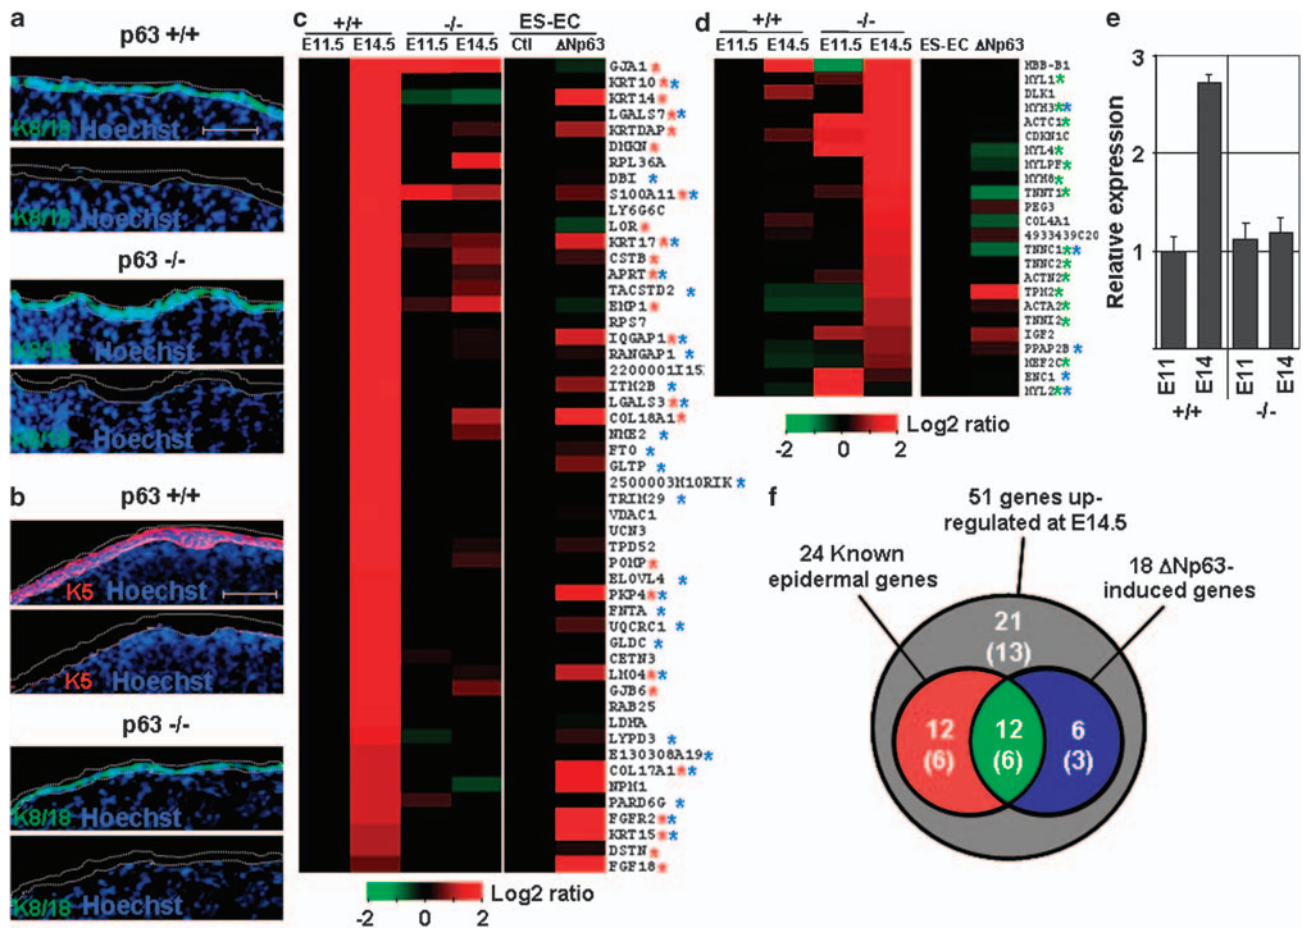 a
p63 +/+
K8/18 Hoechst
K8/18 Hoechst
p63 -/-
K8/18 Hoechst
K8/18 Hoechst
b
p63 +/+
K5 Hoechst
K5 Hoechst
p63 -/-
K8/18 Hoechst
K8/18 Hoechst
c
+/+ -/- ES-EC
E11.5 E14.5 E11.5 E14.5 Ctl ΔNp63
GJA1*
KRT10**
KRT14*
LGALS7**
KRTDAP*
DMKN*
RPL36A
DBI *
S100A11**
LY6G6C
LOR*
KRT17**
CSTB*
APRT**
TACSTD2 *
EMP1*
RPS7
IQGAP1**
RANGAP1 *
2200001I15
ITM2B *
LGALS3**
COL18A1*
NME2 *
FTO *
GLTP *
2500003M10RIK *
TRIM29 *
VDAC1
UCN3
TPD52
POMP*
ELOVL4 *
PKP4**
FNTA *
UQCRC1 *
GLDC *
CETN3
LMO4**
GJB6*
RAB25
LDHA
LYPD3 *
E130308A19*
COL17A1**
NPM1
PARD6G *
FGFR2**
KRT15**
DSTN*
FGF18*
-2 0 2 Log2 ratio
d
+/+ -/-
E11.5 E14.5 E11.5 E14.5 ES-EC ΔNp63
HBB-B1
MYL1*
DLK1
MYH3**
ACTC1*
CDKN1C
MYL4*
MYLPF*
MYH8*
TNNT1*
PEG3
COL4A1
4933439C20
TNNC1**
TNNC2*
ACTN2*
TPM2*
ACTA2*
TNNI2*
IGF2
PPAP2B *
MEF2C*
ENC1 *
MYL2**
Log2 ratio
-2 0 2
e
Relative expression
3
2
1
E11 E14 E11 E14
+/+ -/-
f
51 genes up-
regulated at E14.5
24 Known
epidermal genes
18 ΔNp63-
induced genes
21
(13)
12
(6)
12
(6)
6
(3)